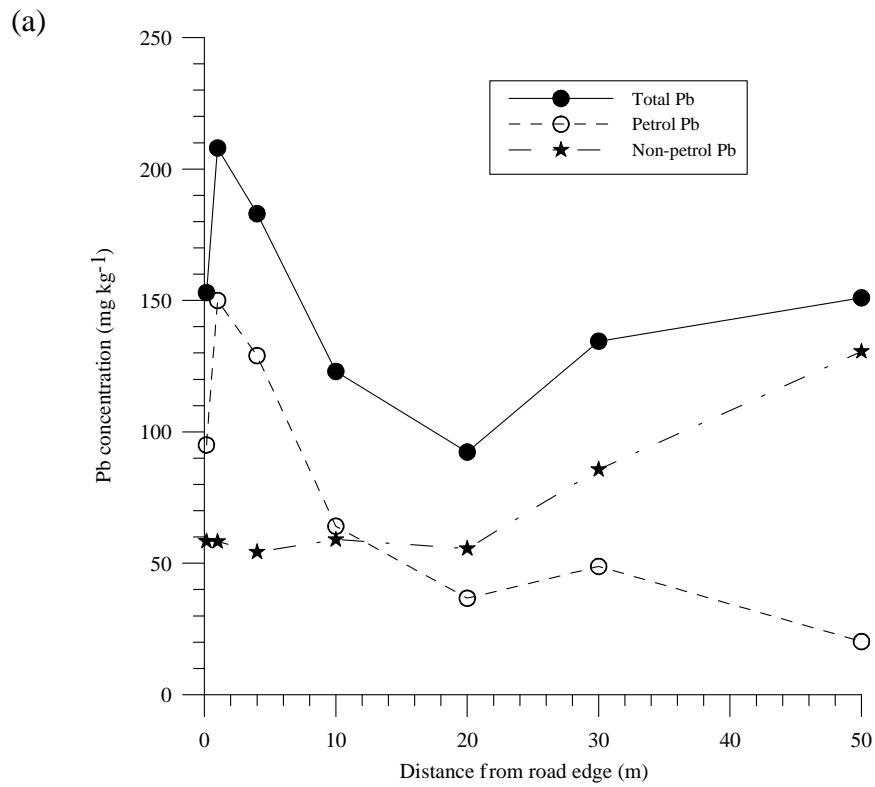 (a)
250
200
150
100
50
0
Pb concentration (mg kg-1)
Total Pb
Petrol Pb
Non-petrol Pb
0 10 20 30 40 50
Distance from road edge (m)